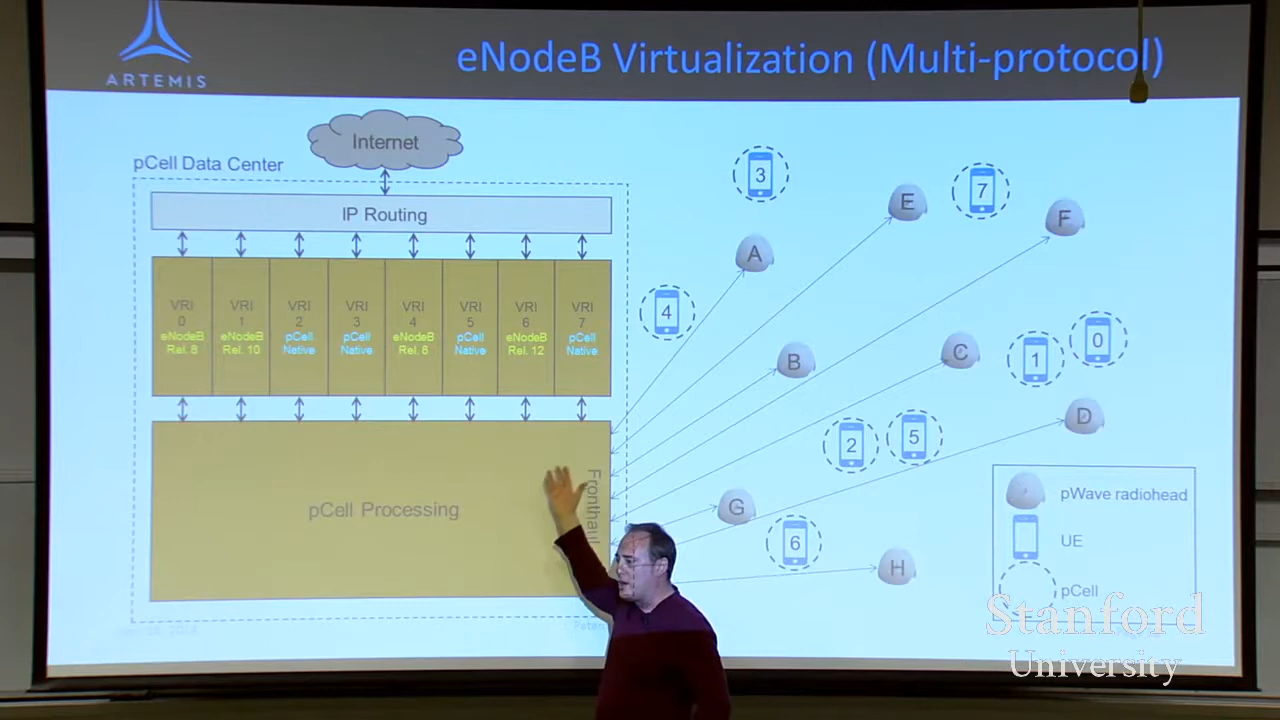 ARTEMIS
eNodeB Virtualization (Multi-protocol)
Internet
pCell Data Center
IP Routing
VRI
0
eNodeB
Rel. 8
VRI
1
eNodeB
Rel. 10
VRI
2
pCell
Native
VRI
3
pCell
Native
VRI
4
eNodeB
Rel. 8
VRI
5
pCell
Native
VRI
6
eNodeB
Rel. 12
VRI
7
pCell
Native
pCell Processing
Fronthaul
3
E
7
F
A
4
B
C
1
0
2
5
D
G
6
H
pWave radiohead
UE
pCell
Stanford
University